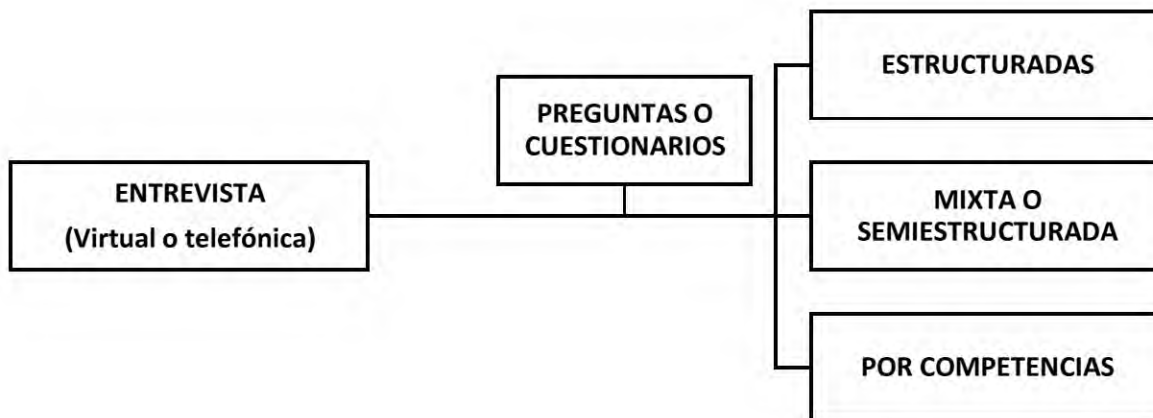 ENTREVISTA
(Virtual o telefónica)
PREGUNTAS O
CUESTIONARIOS
ESTRUCTURADAS
MIXTA O
SEMIESTRUCTURADA
POR COMPETENCIAS